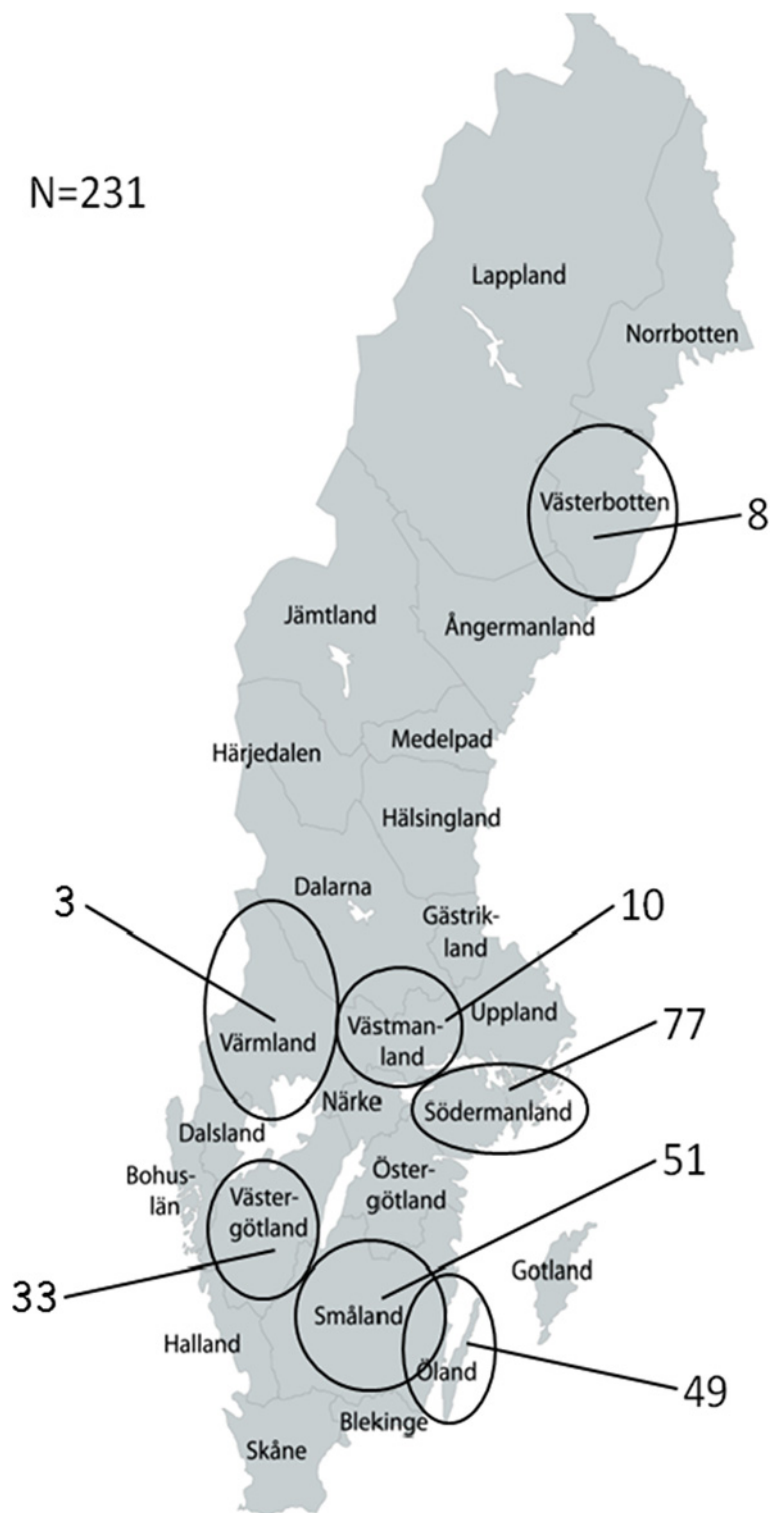 N=231
Lappland
Norrbotten
Västerbotten
8
Jämtland
Ångermanland
Härjedalen
Medelpad
Hälsingland
Dalarna
3
Gästrik-
land
10
Uppland
Västman-
land
77
Värmland
Närke
Södermanland
Dalsland
51
Bohus-
län
Väster-
götland
Öster-
götland
Gotland
33
Småland
Halland
Öland
49
Blekinge
Skåne